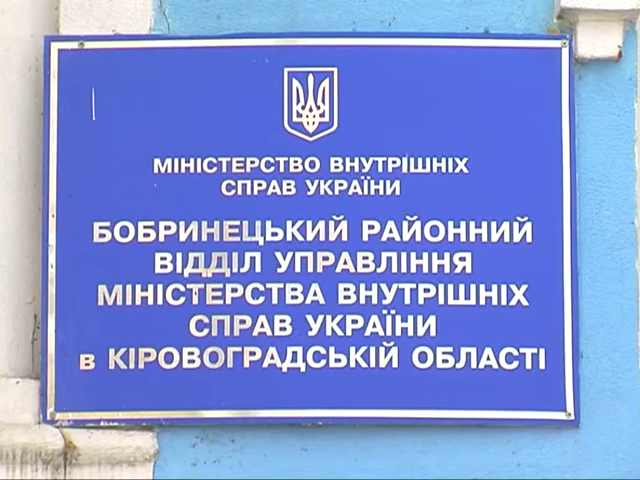 МІНІСТЕРСТВО ВНУТРІШНІХ
СПРАВ УКРАЇНИ
БОБРИНЕЦЬКИЙ РАЙОННИЙ
ВІДДІЛ УПРАВЛІННЯ
МІНІСТЕРСТВА ВНУТРІШНІХ
СПРАВ УКРАЇНИ
в КІРОВОГРАДСЬКІЙ ОБЛАСТІ